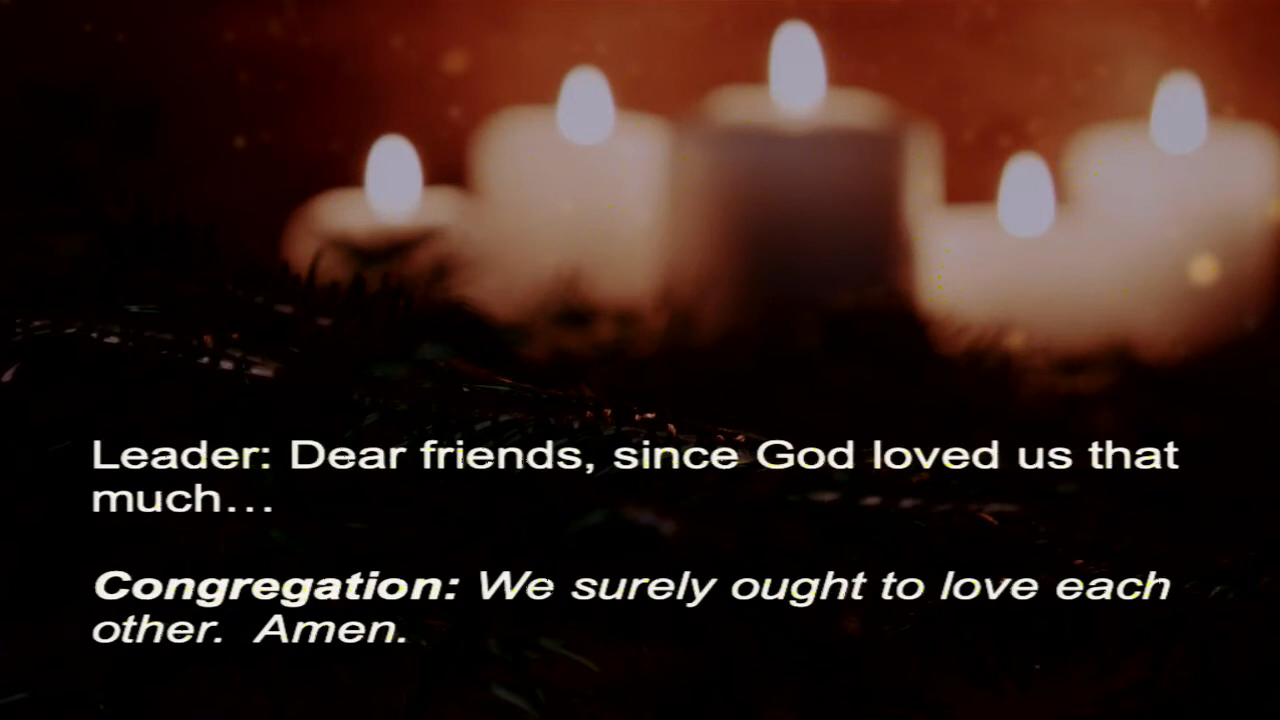 Leader: Dear friends, since God loved us that
much…
Congregation: We surely ought to love each
other.  Amen.